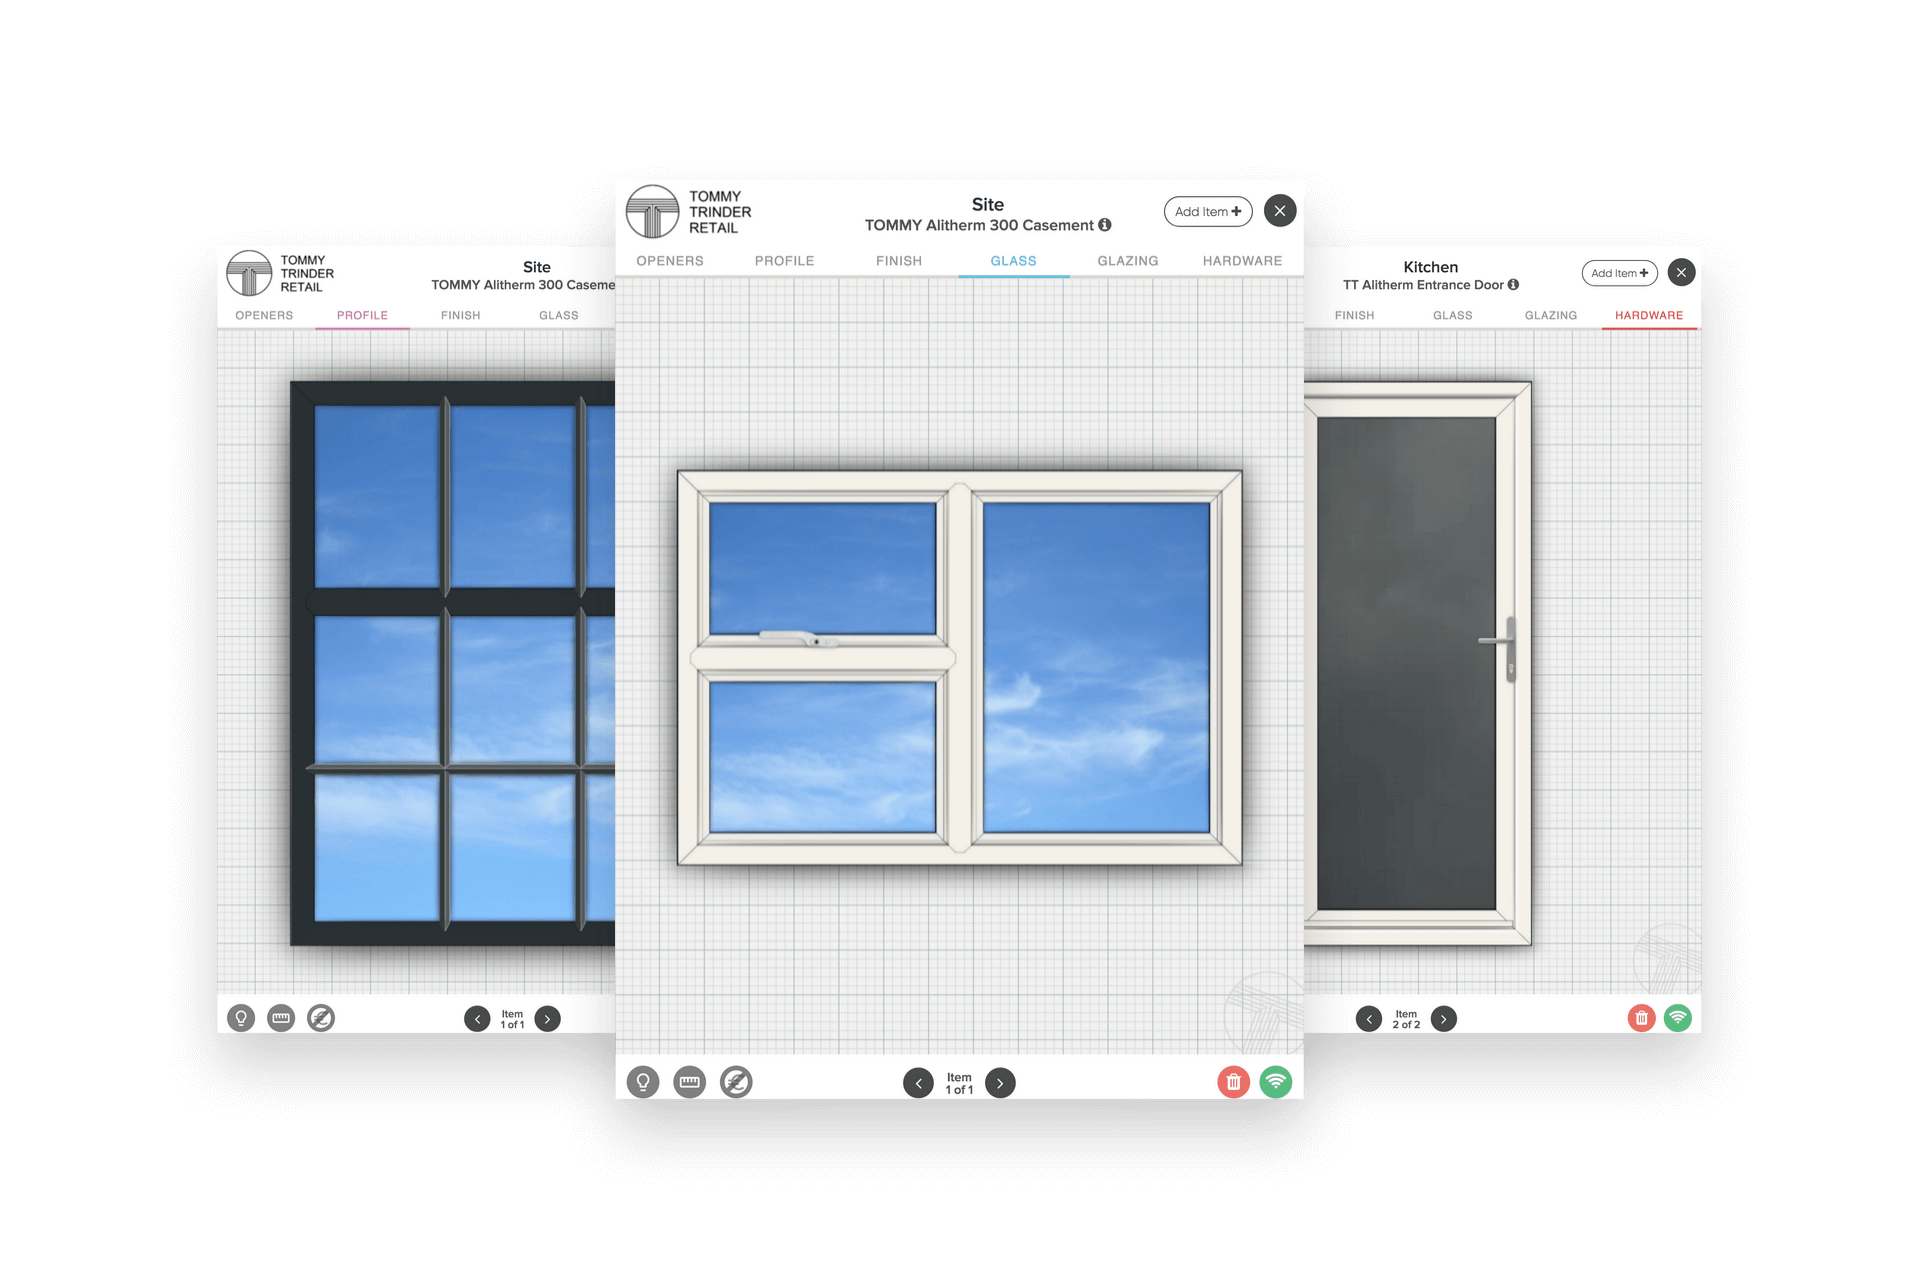 TOMMY
TRINDER
RETAIL
Site
TOMMY Alitherm 300 Caseme
OPENERS
PROFILE
FINISH
GLASS
Item
1 of 1
TOMMY
TRINDER
RETAIL
Site
TOMMY Alitherm 300 Casement
Add Item
OPENERS
PROFILE
FINISH
GLASS
GLAZING
HARDWARE
Item
1 of 1
Kitchen
TT Alitherm Entrance Door
Add Item
FINISH
GLASS
GLAZING
HARDWARE
Item
2 of 2